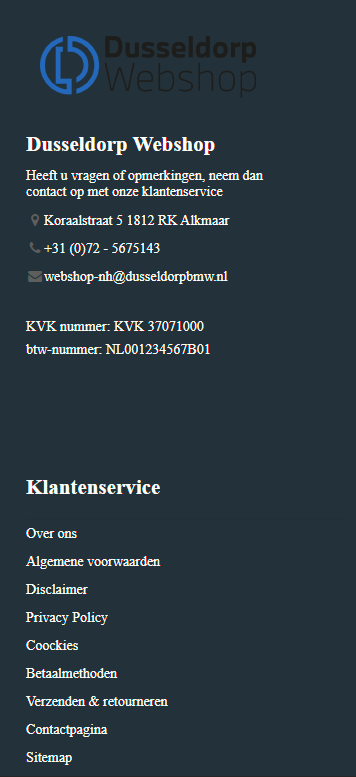 Dusseldorp
Webshop
Dusseldorp Webshop
Heeft u vragen of opmerkingen, neem dan
contact op met onze klantenservice
Koraalstraat 5 1812 RK Alkmaar
+31 (0)72 - 5675143
webshop-nh@dusseldorpbmw.nl
KVK nummer: KVK 37071000
btw-nummer: NL001234567B01
Klantenservice
Over ons
Algemene voorwaarden
Disclaimer
Privacy Policy
Coockies
Betaalmethoden
Verzenden & retourneren
Contactpagina
Sitemap